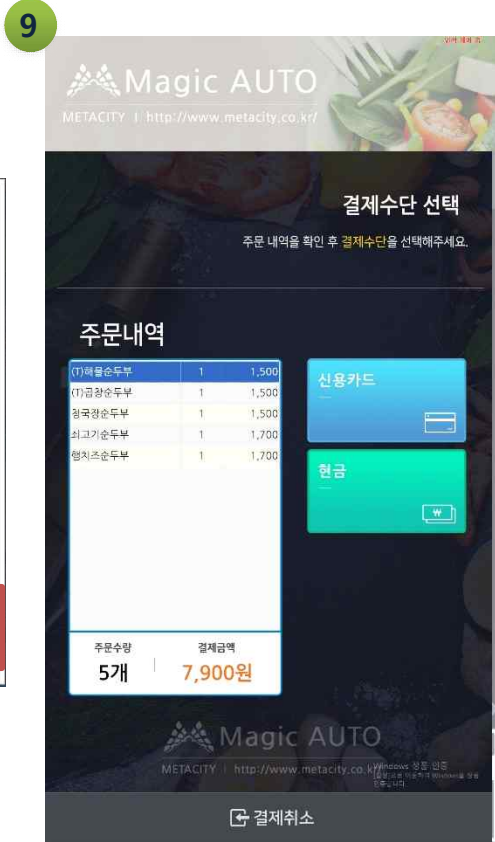 9
Magic AUTO
METACITY | http://www.metacity.co.kr/
결제수단 선택
주문 내역을 확인 후 결제수단을 선택해주세요.
주문내역
(T)해물순두부 1 1,500
(T)곱창순두부 1 1,500
청국장순두부 1 1,500
쇠고기순두부 1 1,700
햄치즈순두부 1 1,700
신용카드
현금
₩
주문수량 결제금액
5개 7,900원
Magic AUTO
METACITY | http://www.metacity.co.kr/
Windows 정품 인증
결제취소